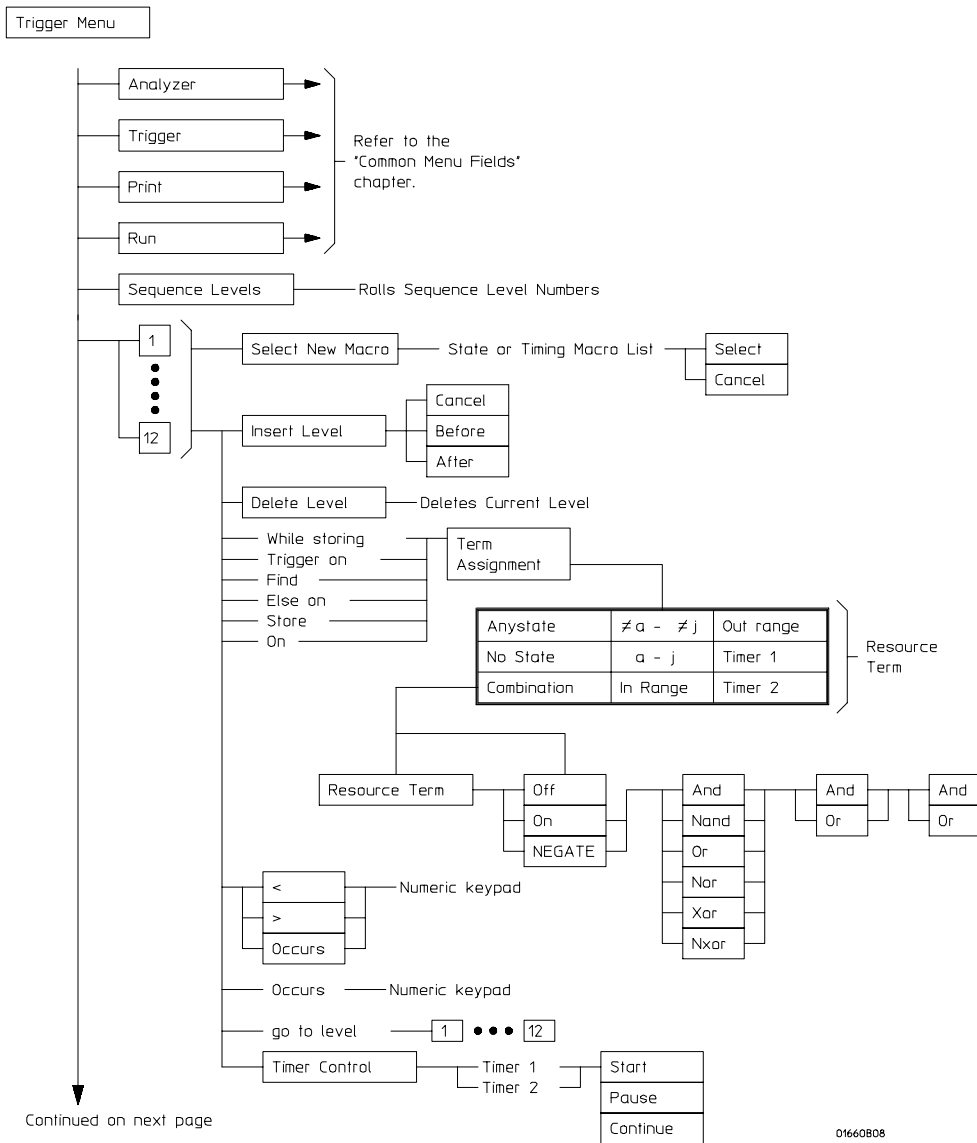 Trigger Menu
Analyzer
Trigger
Print
Run
Refer to the
"Common Menu Fields"
chapter.
Sequence Levels
Rolls Sequence Level Numbers
1
12
Select New Macro
State or Timing Macro List
Select
Cancel
Insert Level
Cancel
Before
After
Delete Level
Deletes Current Level
While storing
Trigger on
Find
Else on
Store
On
Term
Assignment
Anystate ≠a - ≠j Out range
No State a - j Timer 1
Combination In Range Timer 2
Resource
Term
Resource Term
Off
On
NEGATE
And
Nand
Or
Nor
Xor
Nxor
And
Or
And
Or
<
>
Occurs
Numeric keypad
Occurs
Numeric keypad
go to level
1
12
Timer Control
Timer 1
Timer 2
Start
Pause
Continue
Continued on next page
01660B08